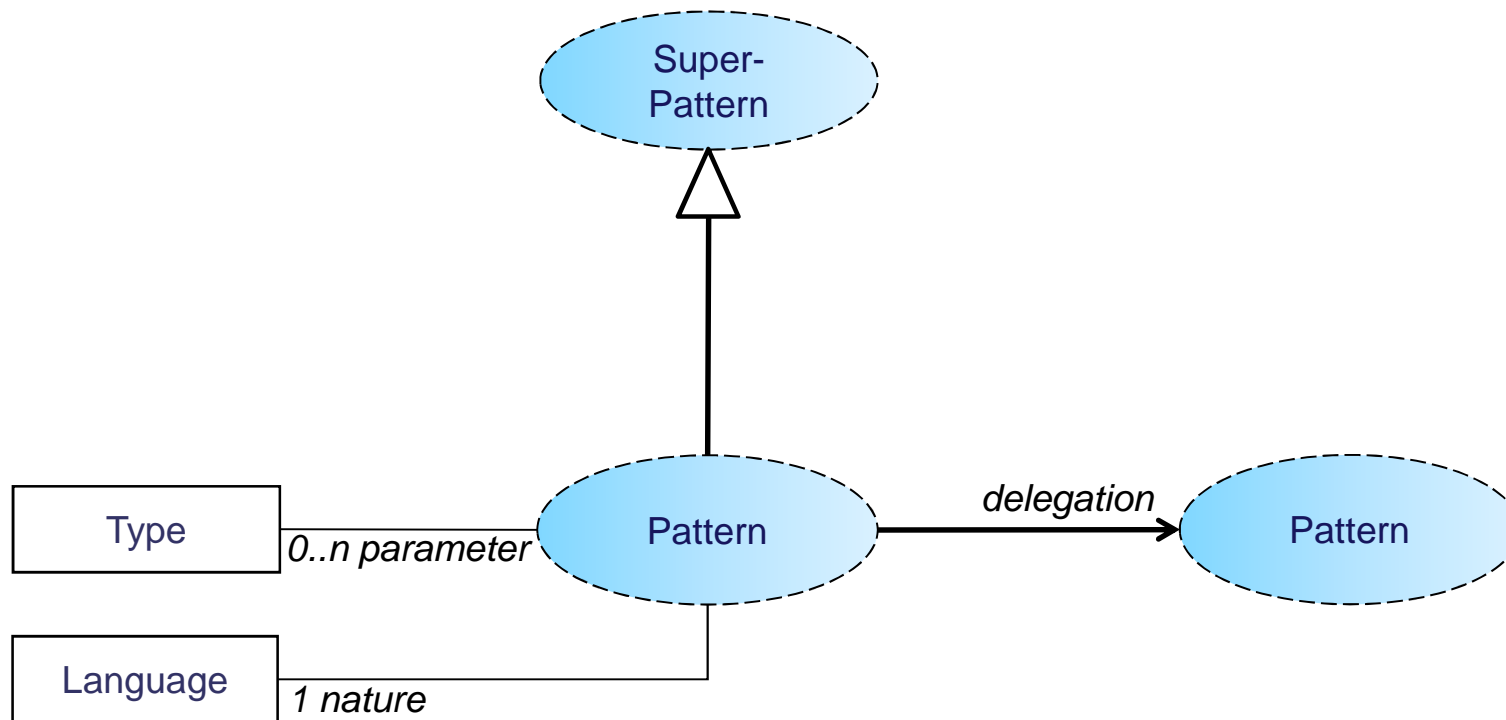 Super-
Pattern
Type
0..n parameter
Pattern
delegation
Pattern
Language
1 nature